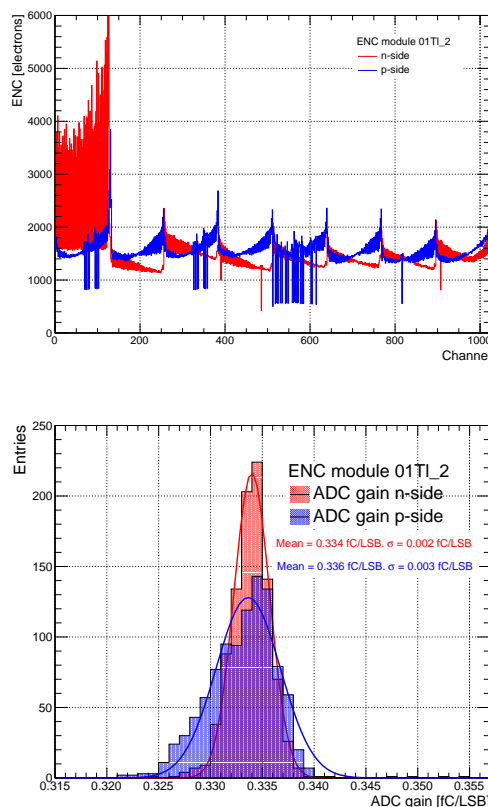 6000
5000
4000
3000
2000
1000
0
ENC [electrons]
ENC module 01Tl_2
n-side
p-side
0 200 400 600 800 1000
Channel
250
200
150
100
50
0
Entries
ENC module 01Tl_2
ADC gain n-side
ADC gain p-side
Mean = 0.334 fC/LSB. σ = 0.002 fC/LSB
Mean = 0.336 fC/LSB. σ = 0.003 fC/LSB
0.315 0.320 0.325 0.330 0.335 0.340 0.345 0.350 0.355
ADC gain [fC/LSB]